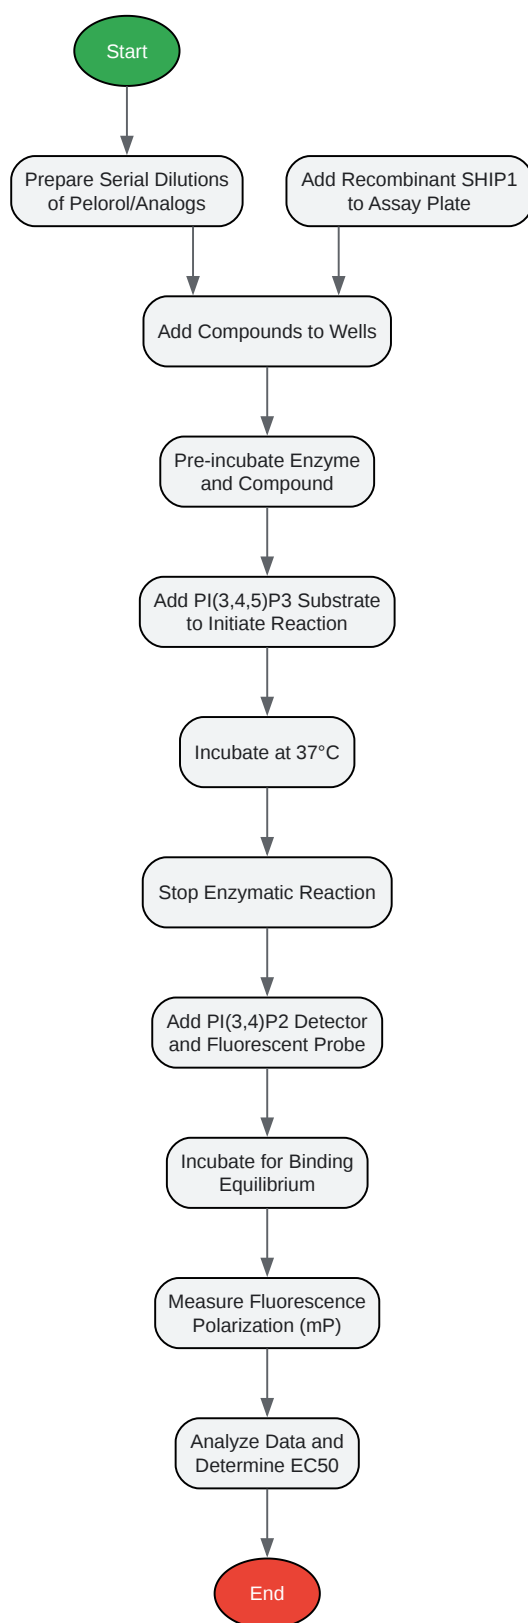 Start
Prepare Serial Dilutions
of Pelorol/Analogs
Add Recombinant SHIP1
to Assay Plate
Add Compounds to Wells
Pre-incubate Enzyme
and Compound
Add PI(3,4,5)P3 Substrate
to Initiate Reaction
Incubate at 37°C
Stop Enzymatic Reaction
Add PI(3,4)P2 Detector
and Fluorescent Probe
Incubate for Binding
Equilibrium
Measure Fluorescence
Polarization (mP)
Analyze Data and
Determine EC50
End